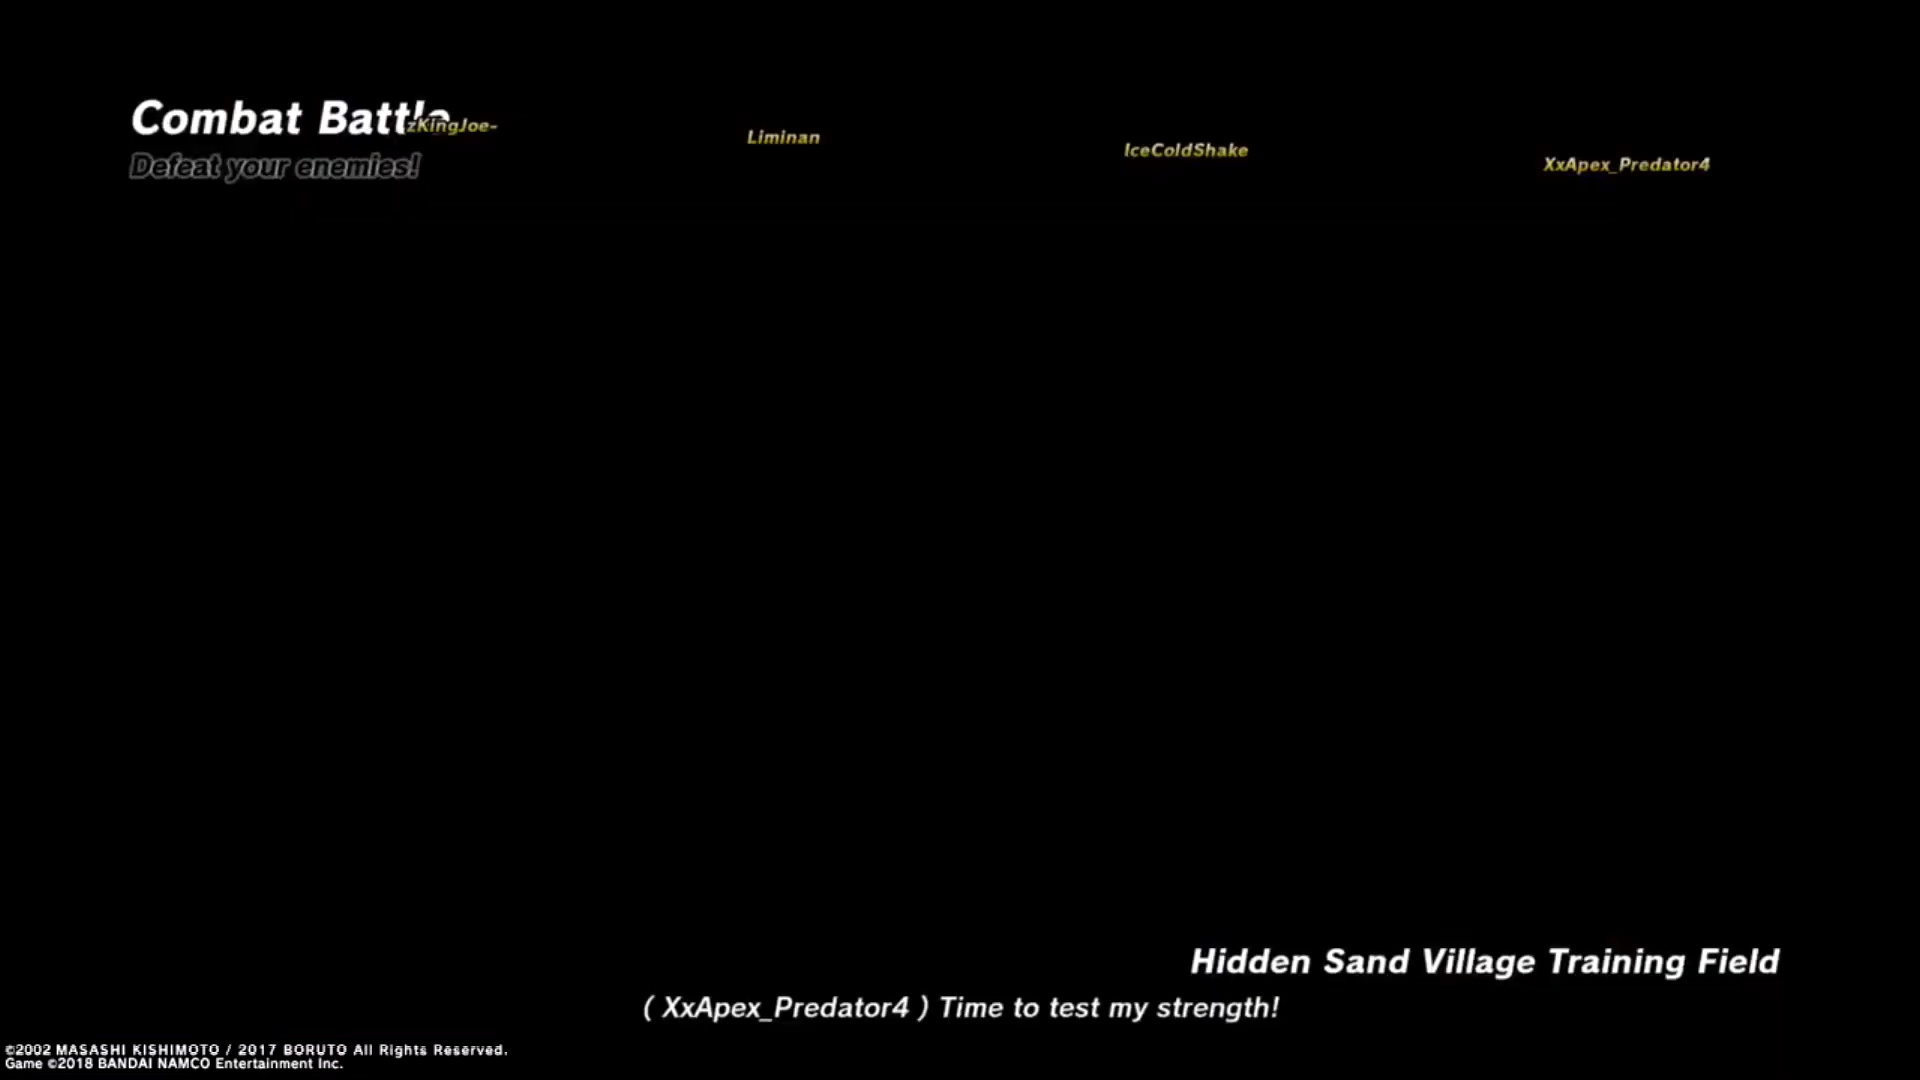 Combat Battle
zKingJoe-
Liminan
IceColdShake
XxApex_Predator4
Defeat your enemies!
Hidden Sand Village Training Field
( XxApex_Predator4 ) Time to test my strength!
©2002 MASASHI KISHIMOTO / 2017 BORUTO All Rights Reserved.
Game ©2018 BANDAI NAMCO Entertainment Inc.